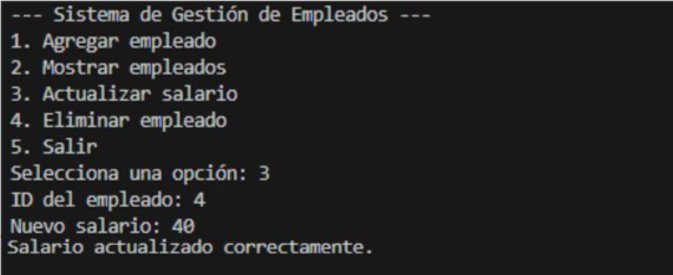 --- Sistema de Gestión de Empleados ---
1. Agregar empleado
2. Mostrar empleados
3. Actualizar salario
4. Eliminar empleado
5. Salir
Selecciona una opción: 3
ID del empleado: 4
Nuevo salario: 40
Salario actualizado correctamente.